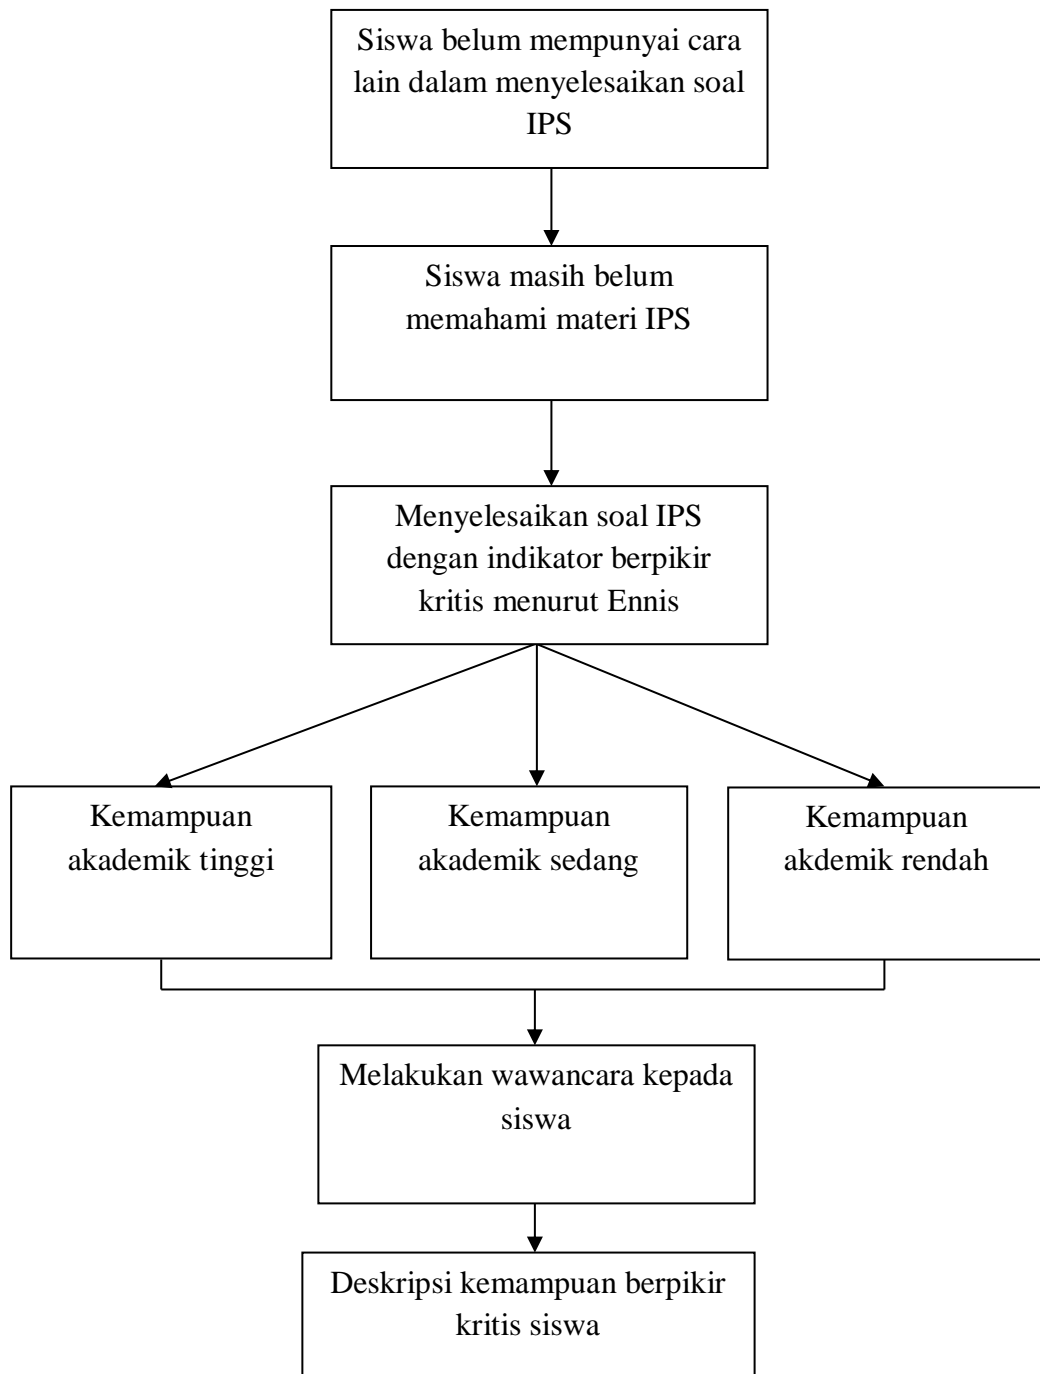 Siswa belum mempunyai cara
lain dalam menyelesaikan soal
IPS
Siswa masih belum
memahami materi IPS
Menyelesaikan soal IPS
dengan indikator berpikir
kritis menurut Ennis
Kemampuan
akademik tinggi
Kemampuan
akademik sedang
Kemampuan
akdemik rendah
Melakukan wawancara kepada
siswa
Deskripsi kemampuan berpikir
kritis siswa